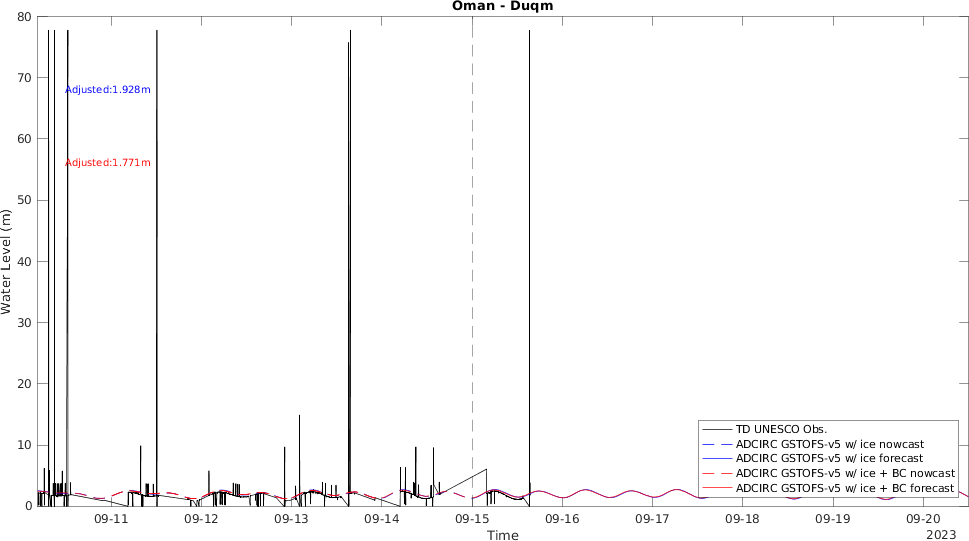 Oman - Duqm
80
70
60
50
40
30
20
10
0
Water Level (m)
Adjusted:1.928m
Adjusted:1.771m
TD UNESCO Obs.
ADCIRC GSTOFS-v5 w/ ice nowcast
ADCIRC GSTOFS-v5 w/ ice forecast
ADCIRC GSTOFS-v5 w/ ice + BC nowcast
ADCIRC GSTOFS-v5 w/ ice + BC forecast
09-11 09-12 09-13 09-14 09-15 09-16 09-17 09-18 09-19 09-20
Time
2023